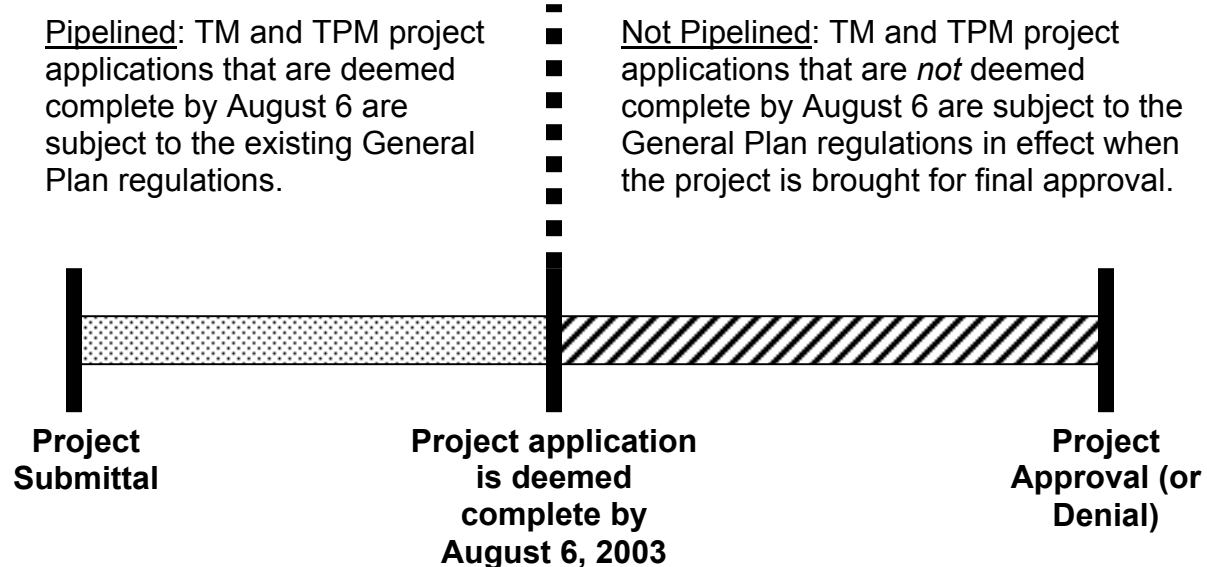 Pipelined: TM and TPM project
applications that are deemed
complete by August 6 are
subject to the existing General
Plan regulations.
Not Pipelined: TM and TPM project
applications that are not deemed
complete by August 6 are subject to the
General Plan regulations in effect when
the project is brought for final approval.
Project
Submittal
Project application
is deemed
complete by
August 6, 2003
Project
Approval (or
Denial)